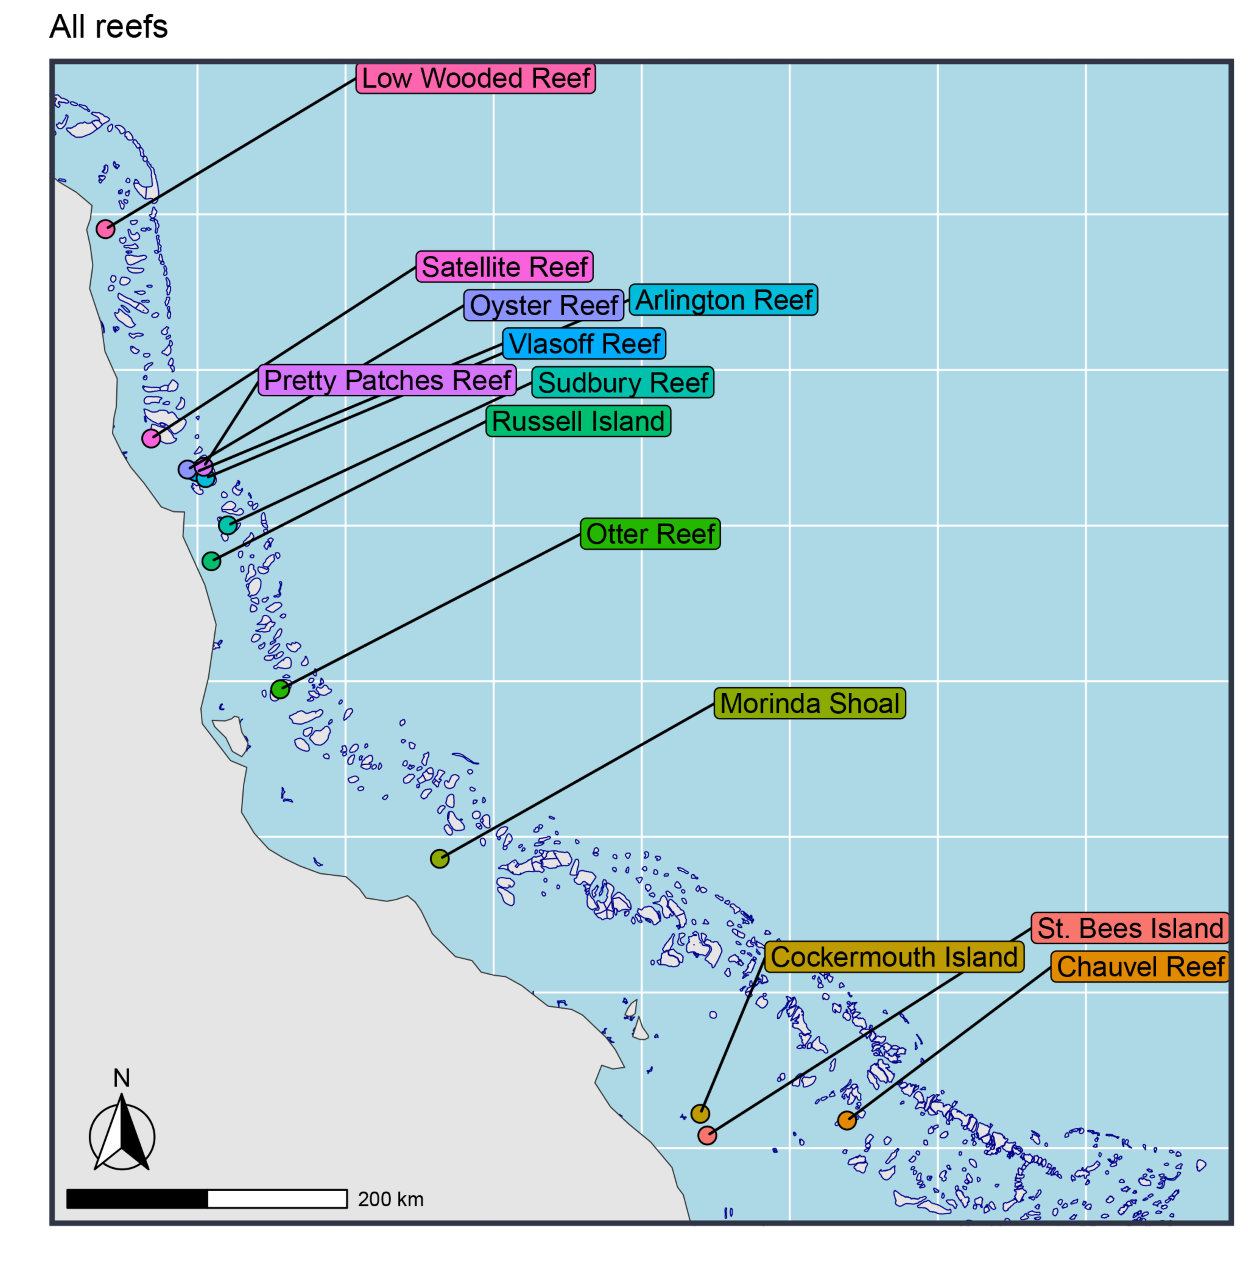 All reefs
Low Wooded Reef
Satellite Reef
Oyster Reef
Arlington Reef
Vlasoff Reef
Pretty Patches Reef
Sudbury Reef
Russell Island
Otter Reef
Morinda Shoal
St. Bees Island
Cockermouth Island
Chauvel Reef
N
200 km